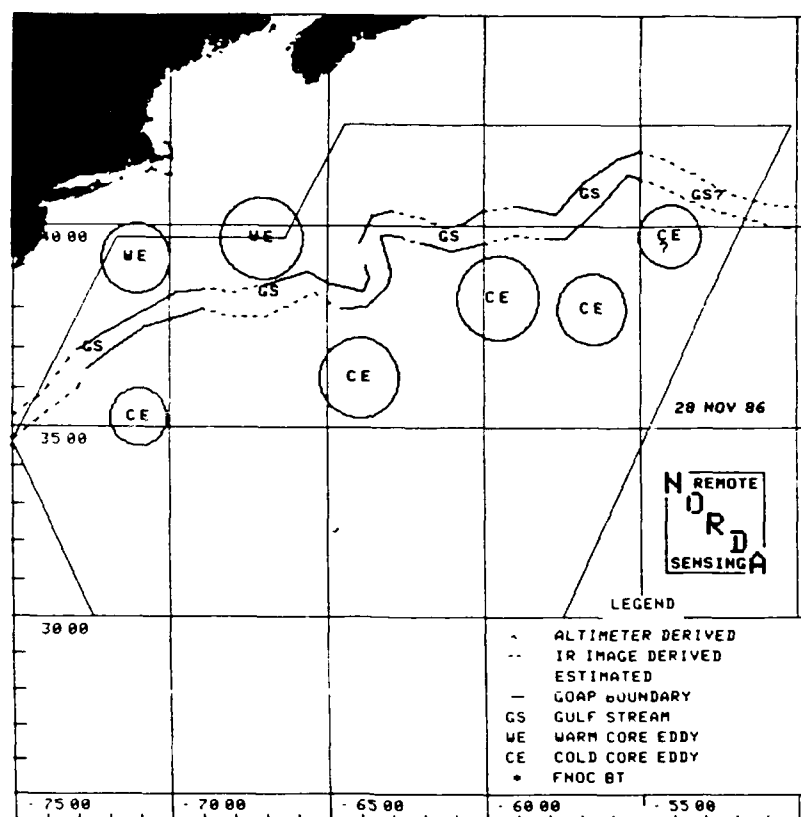 GS?
GS
40 00
WE
WE
GS
CE
?
GS
CE
CE
GS
CE
CE
28 NOV 86
35 00
NORDA
REMOTE
SENSING
LEGEND
30 00
^ ALTIMETER DERIVED
-- IR IMAGE DERIVED
ESTIMATED
— GOAP BOUNDARY
GS GULF STREAM
WE WARM CORE EDDY
CE COLD CORE EDDY
* FNOC BT
- 75 00
- 70 00
- 65 00
- 60 00
- 55 00